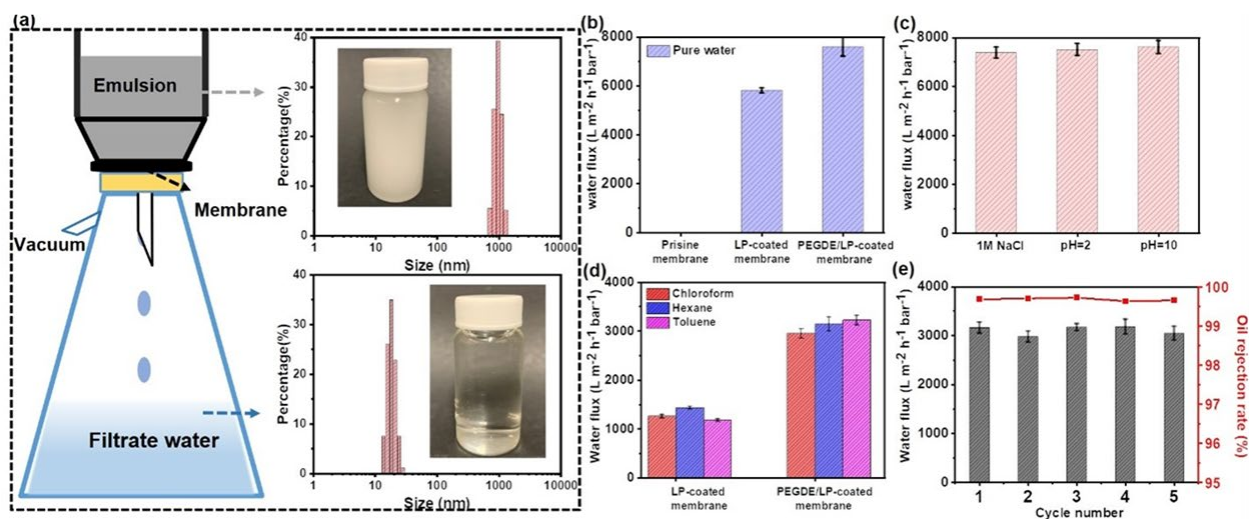 (a)
Emulsion
Membrane
Vacuum
Filtrate water
Percentage(%)
40
30
20
10
0
1
10
100
1000
10000
Size (nm)
Percentage(%)
40
30
20
10
0
1
10
100
1000
10000
Size (nm)
(b)
water flux (L m⁻² h⁻¹ bar⁻¹)
8000
6000
4000
2000
0
Pure water
Prisine
membrane
LP-coated
membrane
PEGDE/LP-coated
membrane
(c)
water flux (L m⁻² h⁻¹ bar⁻¹)
8000
6000
4000
2000
0
1M NaCl
pH=2
pH=10
(d)
Water flux (L m⁻² h⁻¹ bar⁻¹)
4000
3000
2000
1000
0
Chloroform
Hexane
Toluene
LP-coated
membrane
PEGDE/LP-coated
membrane
(e)
Water flux (L m⁻² h⁻¹ bar⁻¹)
4000
3000
2000
1000
0
1
2
3
4
5
Cycle number
100
99
98
97
96
95
Oil rejection rate (%)